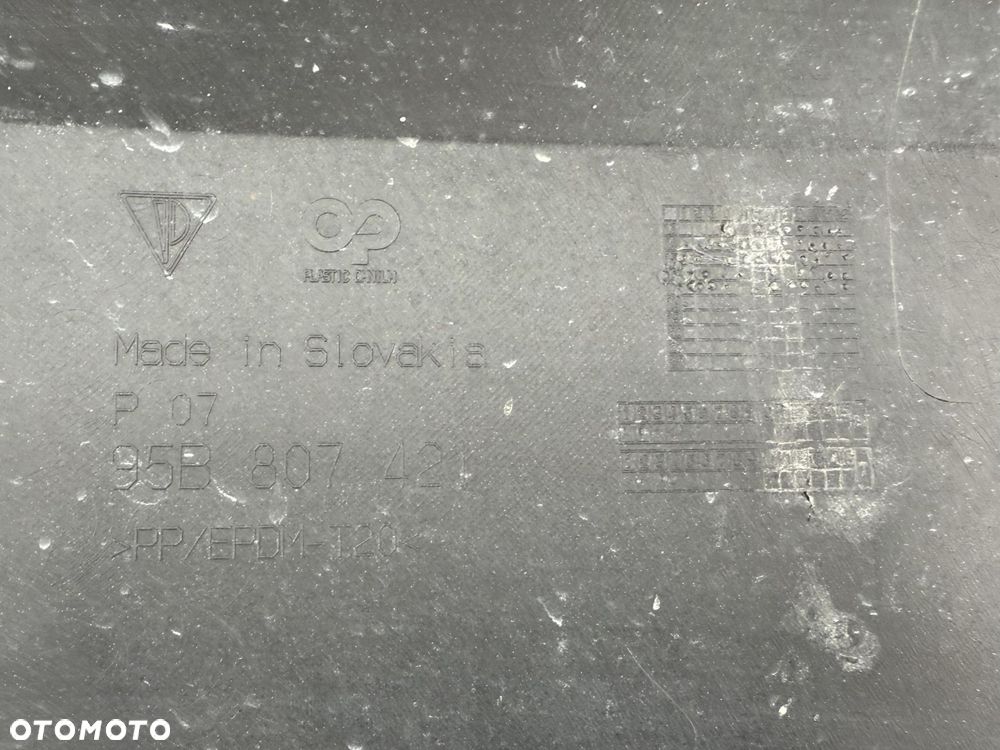 PLASTIC OMNIUM
Made in Slovakia
P 07
95B 807 421
>PP/EPDM-T20<
OTOMOTO